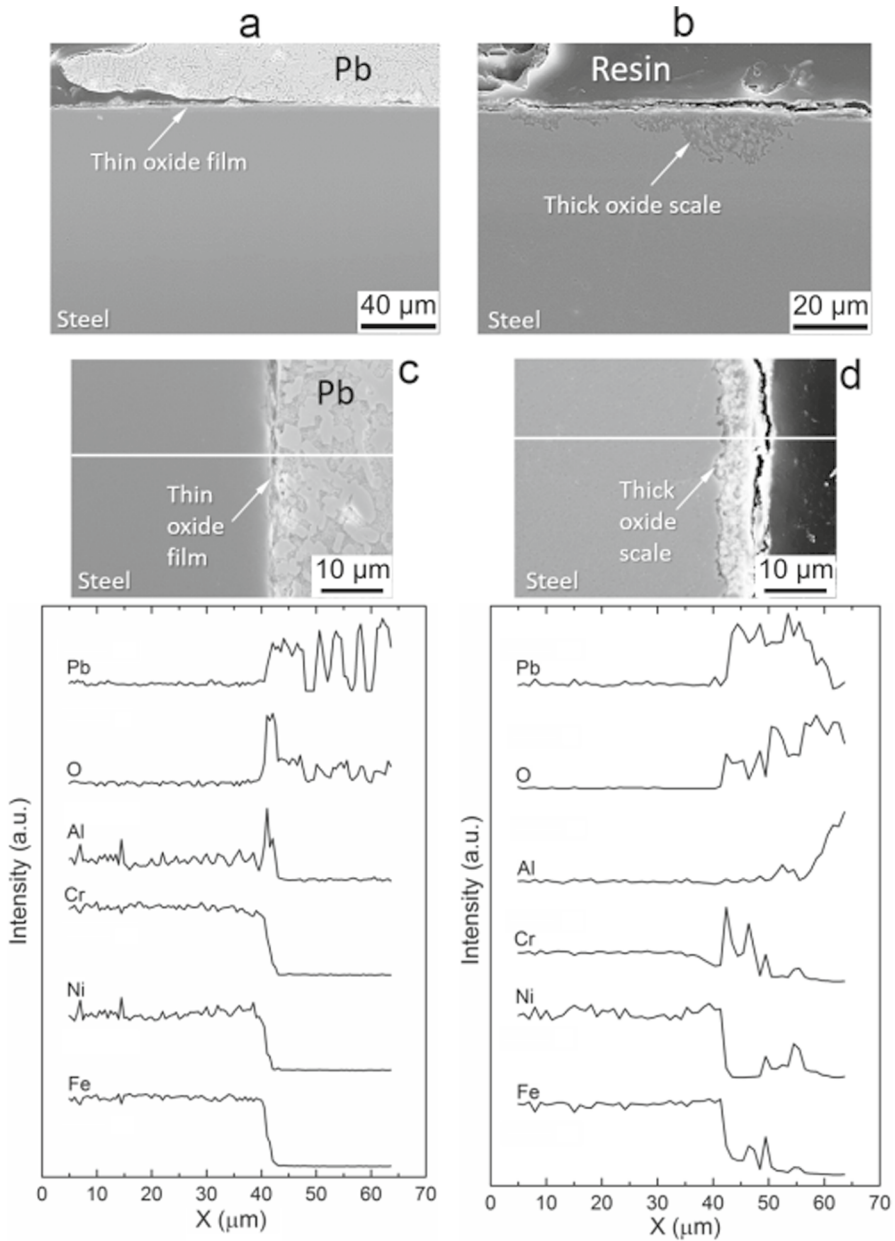 a
b
Pb
Thin oxide film
Steel
40 µm
Resin
Thick oxide scale
Steel
20 µm
c
Pb
Thin
oxide
film
Steel
10 µm
d
Thick
oxide
scale
Steel
10 µm
Intensity (a.u.)
Pb
O
Al
Cr
Ni
Fe
0 10 20 30 40 50 60 70
X (µm)
Intensity (a.u.)
Pb
O
Al
Cr
Ni
Fe
0 10 20 30 40 50 60 70
X (µm)